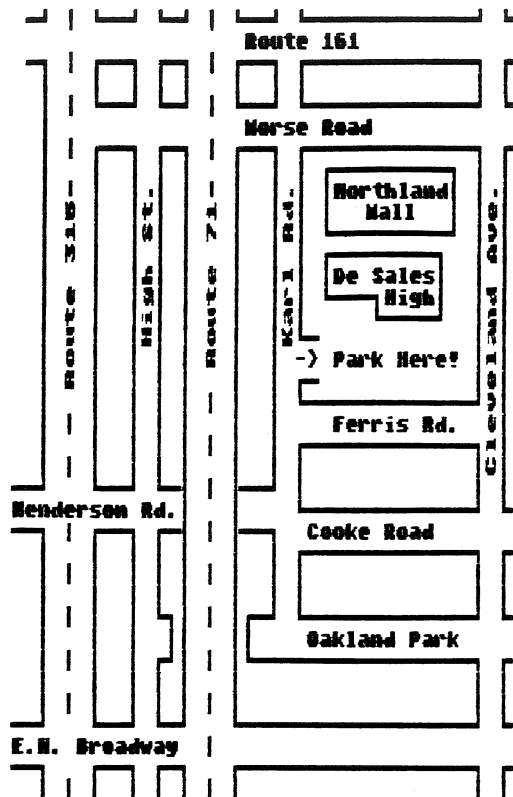 Route 161
Morse Road
Northland
Mall
Route 315
High St.
Route 71
Karl Rd.
Cleveland Ave.
De Sales
High
-> Park Here!
Ferris Rd.
Henderson Rd.
Cooke Road
Oakland Park
E.N. Broadway